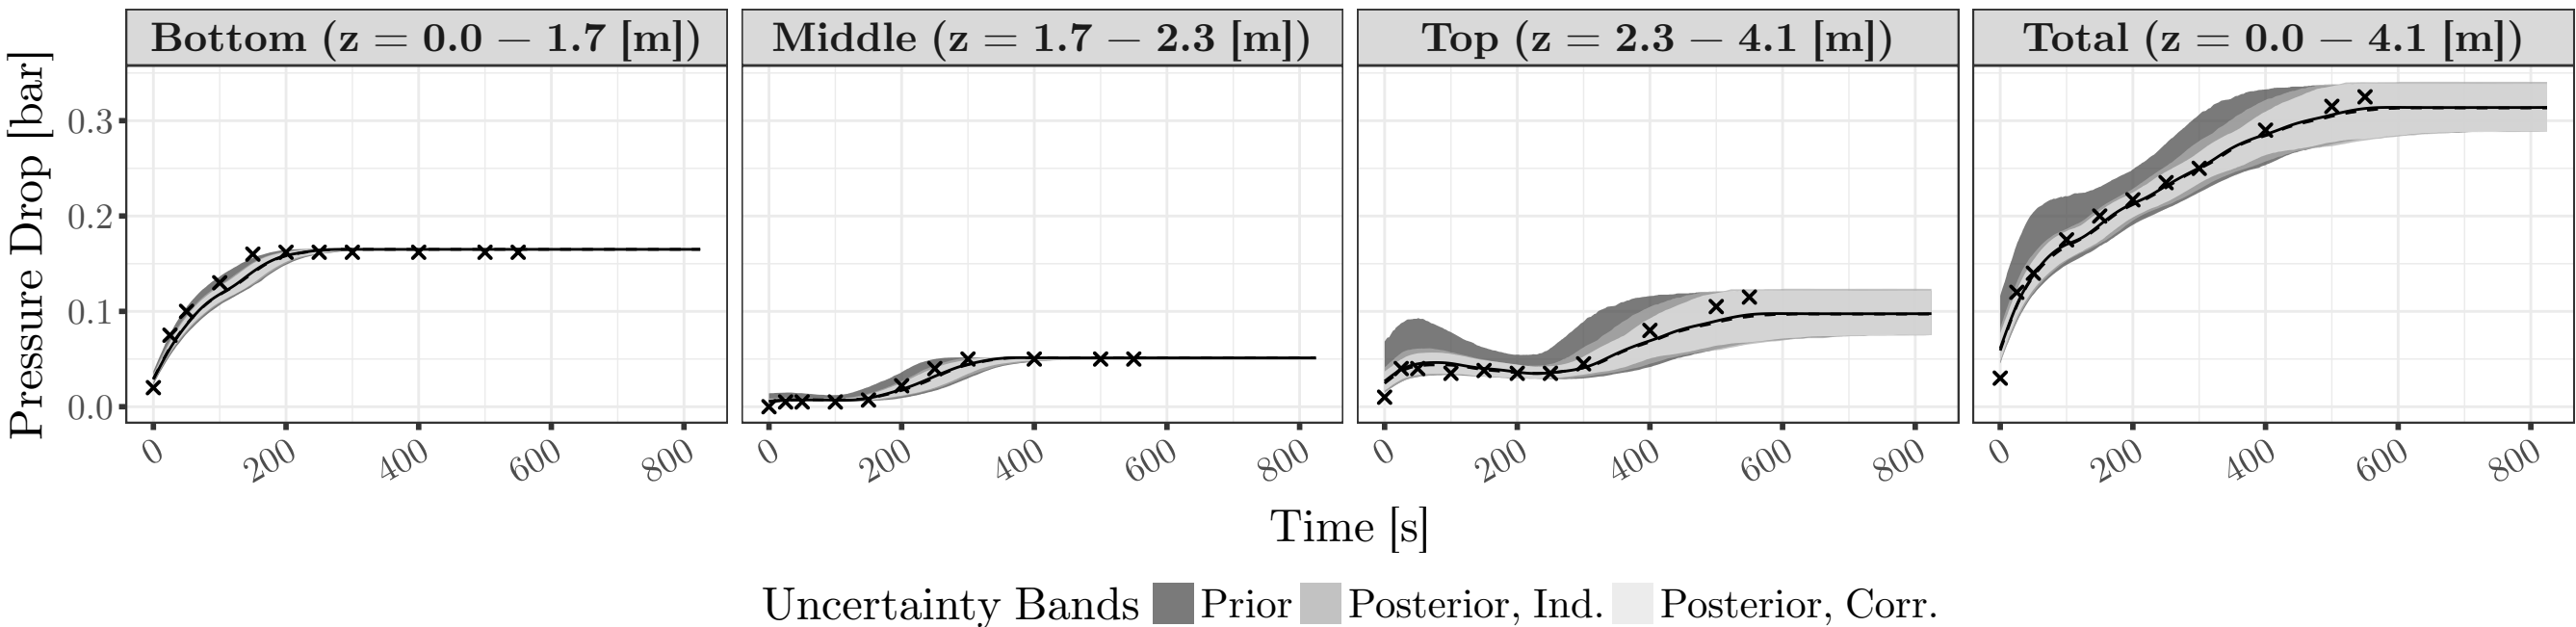 Bottom (z = 0.0 − 1.7 [m])
Middle (z = 1.7 − 2.3 [m])
Top (z = 2.3 − 4.1 [m])
Total (z = 0.0 − 4.1 [m])
Pressure Drop [bar]
0.3
0.2
0.1
0.0
0 200 400 600 800
0 200 400 600 800
0 200 400 600 800
0 200 400 600 800
Time [s]
Uncertainty Bands Prior Posterior, Ind. Posterior, Corr.